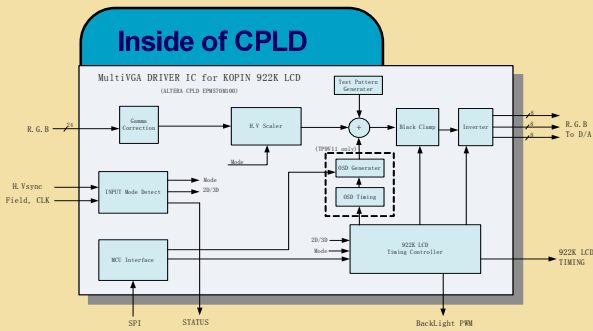 Inside of CPLD
MultiVGA DRIVER IC for KOPIN 922K LCD
(ALTERA CPLD EPM570M100)
Test Pattern
Generater
R.G.B
24
Gamma
Correction
H.V Scaler
+
Black Clamp
Inverter
8
8
8
R.G.B
To D/A
Mode
(TP9V11 only)
OSD Generater
OSD Timing
H.Vsync
Field, CLK
INPUT Mode Detect
Mode
2D/3D
MCU Interface
2D/3D
Mode
922K LCD
Timing Controller
922K LCD
TIMING
SPI
STATUS
BackLight PWM